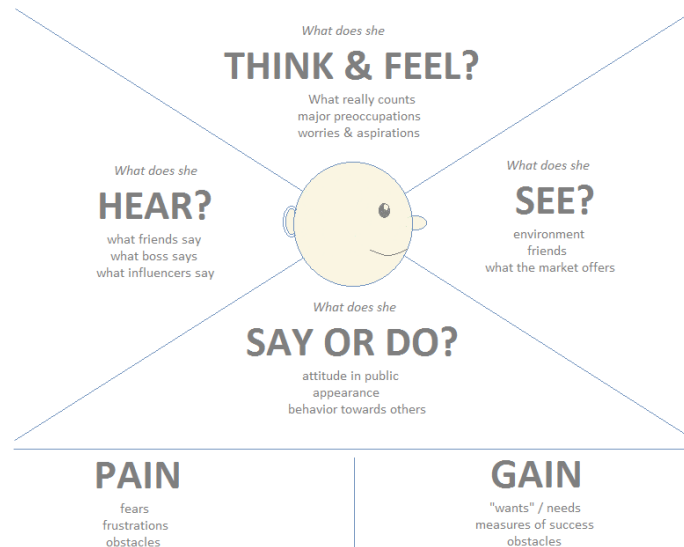 What does she
THINK & FEEL?
What really counts
major preoccupations
worries & aspirations
What does she
HEAR?
what friends say
what boss says
what influencers say
What does she
SEE?
environment
friends
what the market offers
What does she
SAY OR DO?
attitude in public
appearance
behavior towards others
PAIN
fears
frustrations
obstacles
GAIN
"wants" / needs
measures of success
obstacles